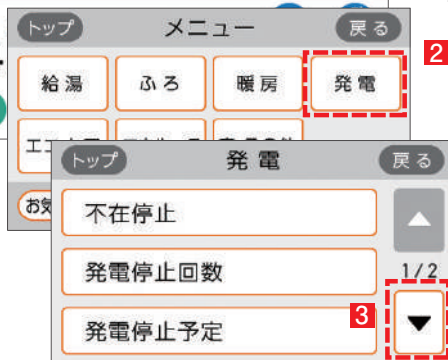 トップ メニュー 戻る
2
給湯 ふろ 暖房 発電
お気
トップ 発電 戻る
不在停止
発電停止回数 1/2
発電停止予定 3